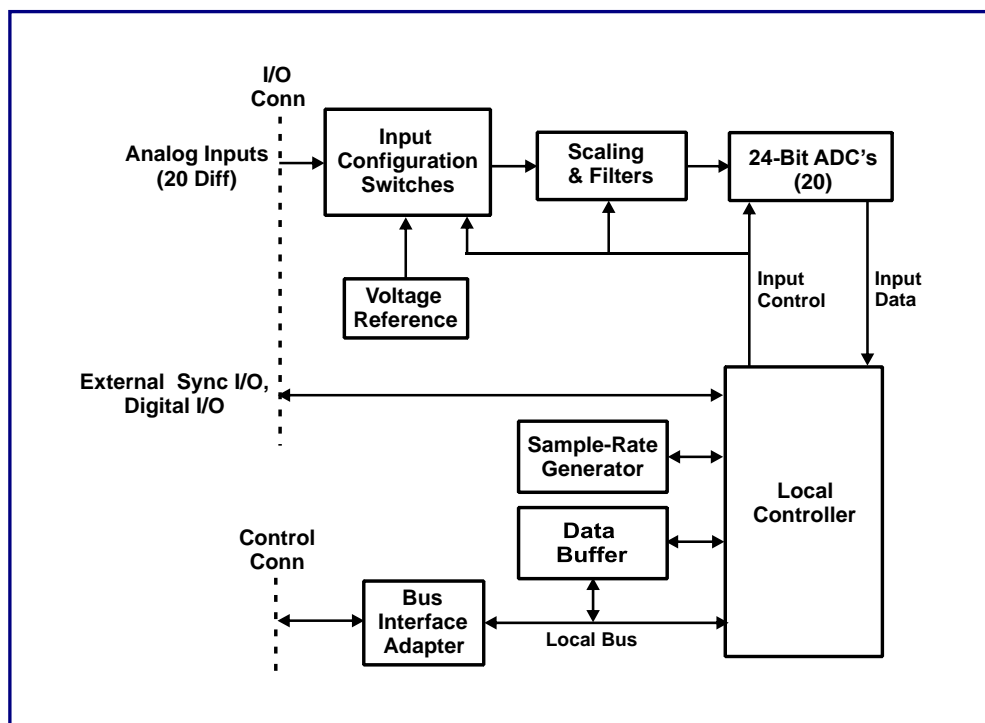 I/O
Conn
Analog Inputs
(20 Diff)
Input
Configuration
Switches
Scaling
& Filters
24-Bit ADC's
(20)
Voltage
Reference
Input
Control
Input
Data
External Sync I/O,
Digital I/O
Sample-Rate
Generator
Local
Controller
Data
Buffer
Control
Conn
Bus
Interface
Adapter
Local Bus